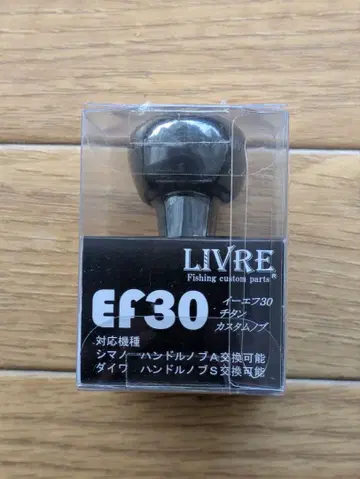 LIVRE®
Fishing custom parts
EF30
イーエフ30
チタン
カスタムノブ
対応機種
シマノ ハンドルノブA交換可能
ダイワ ハンドルノブS交換可能